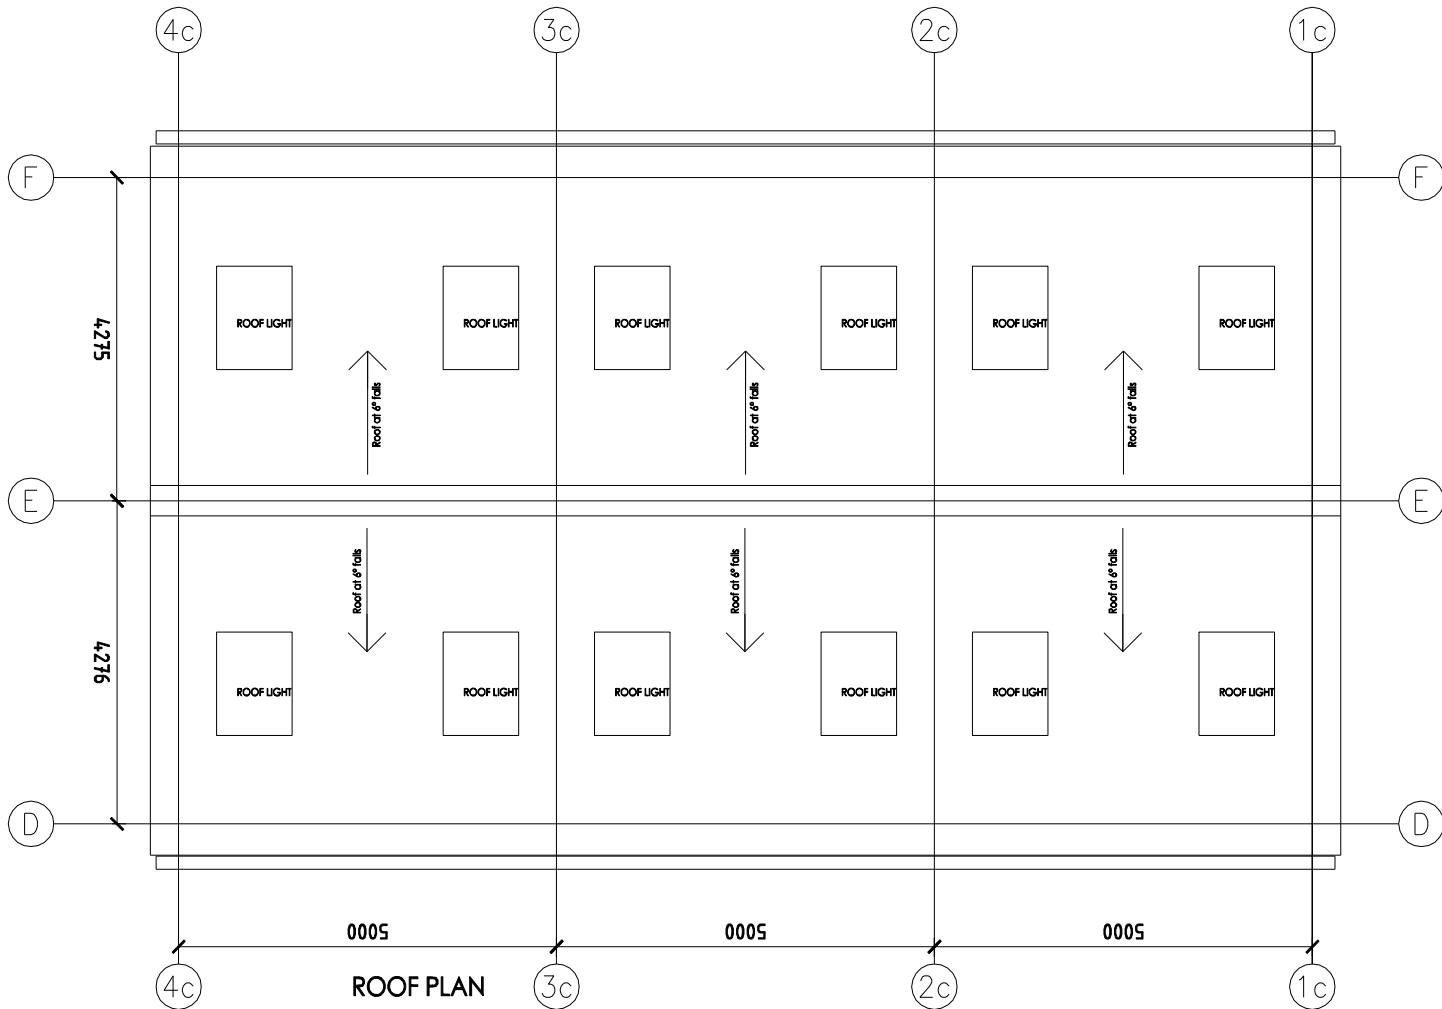 4c 3c 2c 1c
F F
ROOF LIGHT ROOF LIGHT ROOF LIGHT ROOF LIGHT ROOF LIGHT ROOF LIGHT
4275
Roof at 6° falls Roof at 6° falls Roof at 6° falls
E E
Roof at 6° falls Roof at 6° falls Roof at 6° falls
4276
ROOF LIGHT ROOF LIGHT ROOF LIGHT ROOF LIGHT ROOF LIGHT ROOF LIGHT
D D
5000 5000 5000
4c 3c 2c 1c
ROOF PLAN